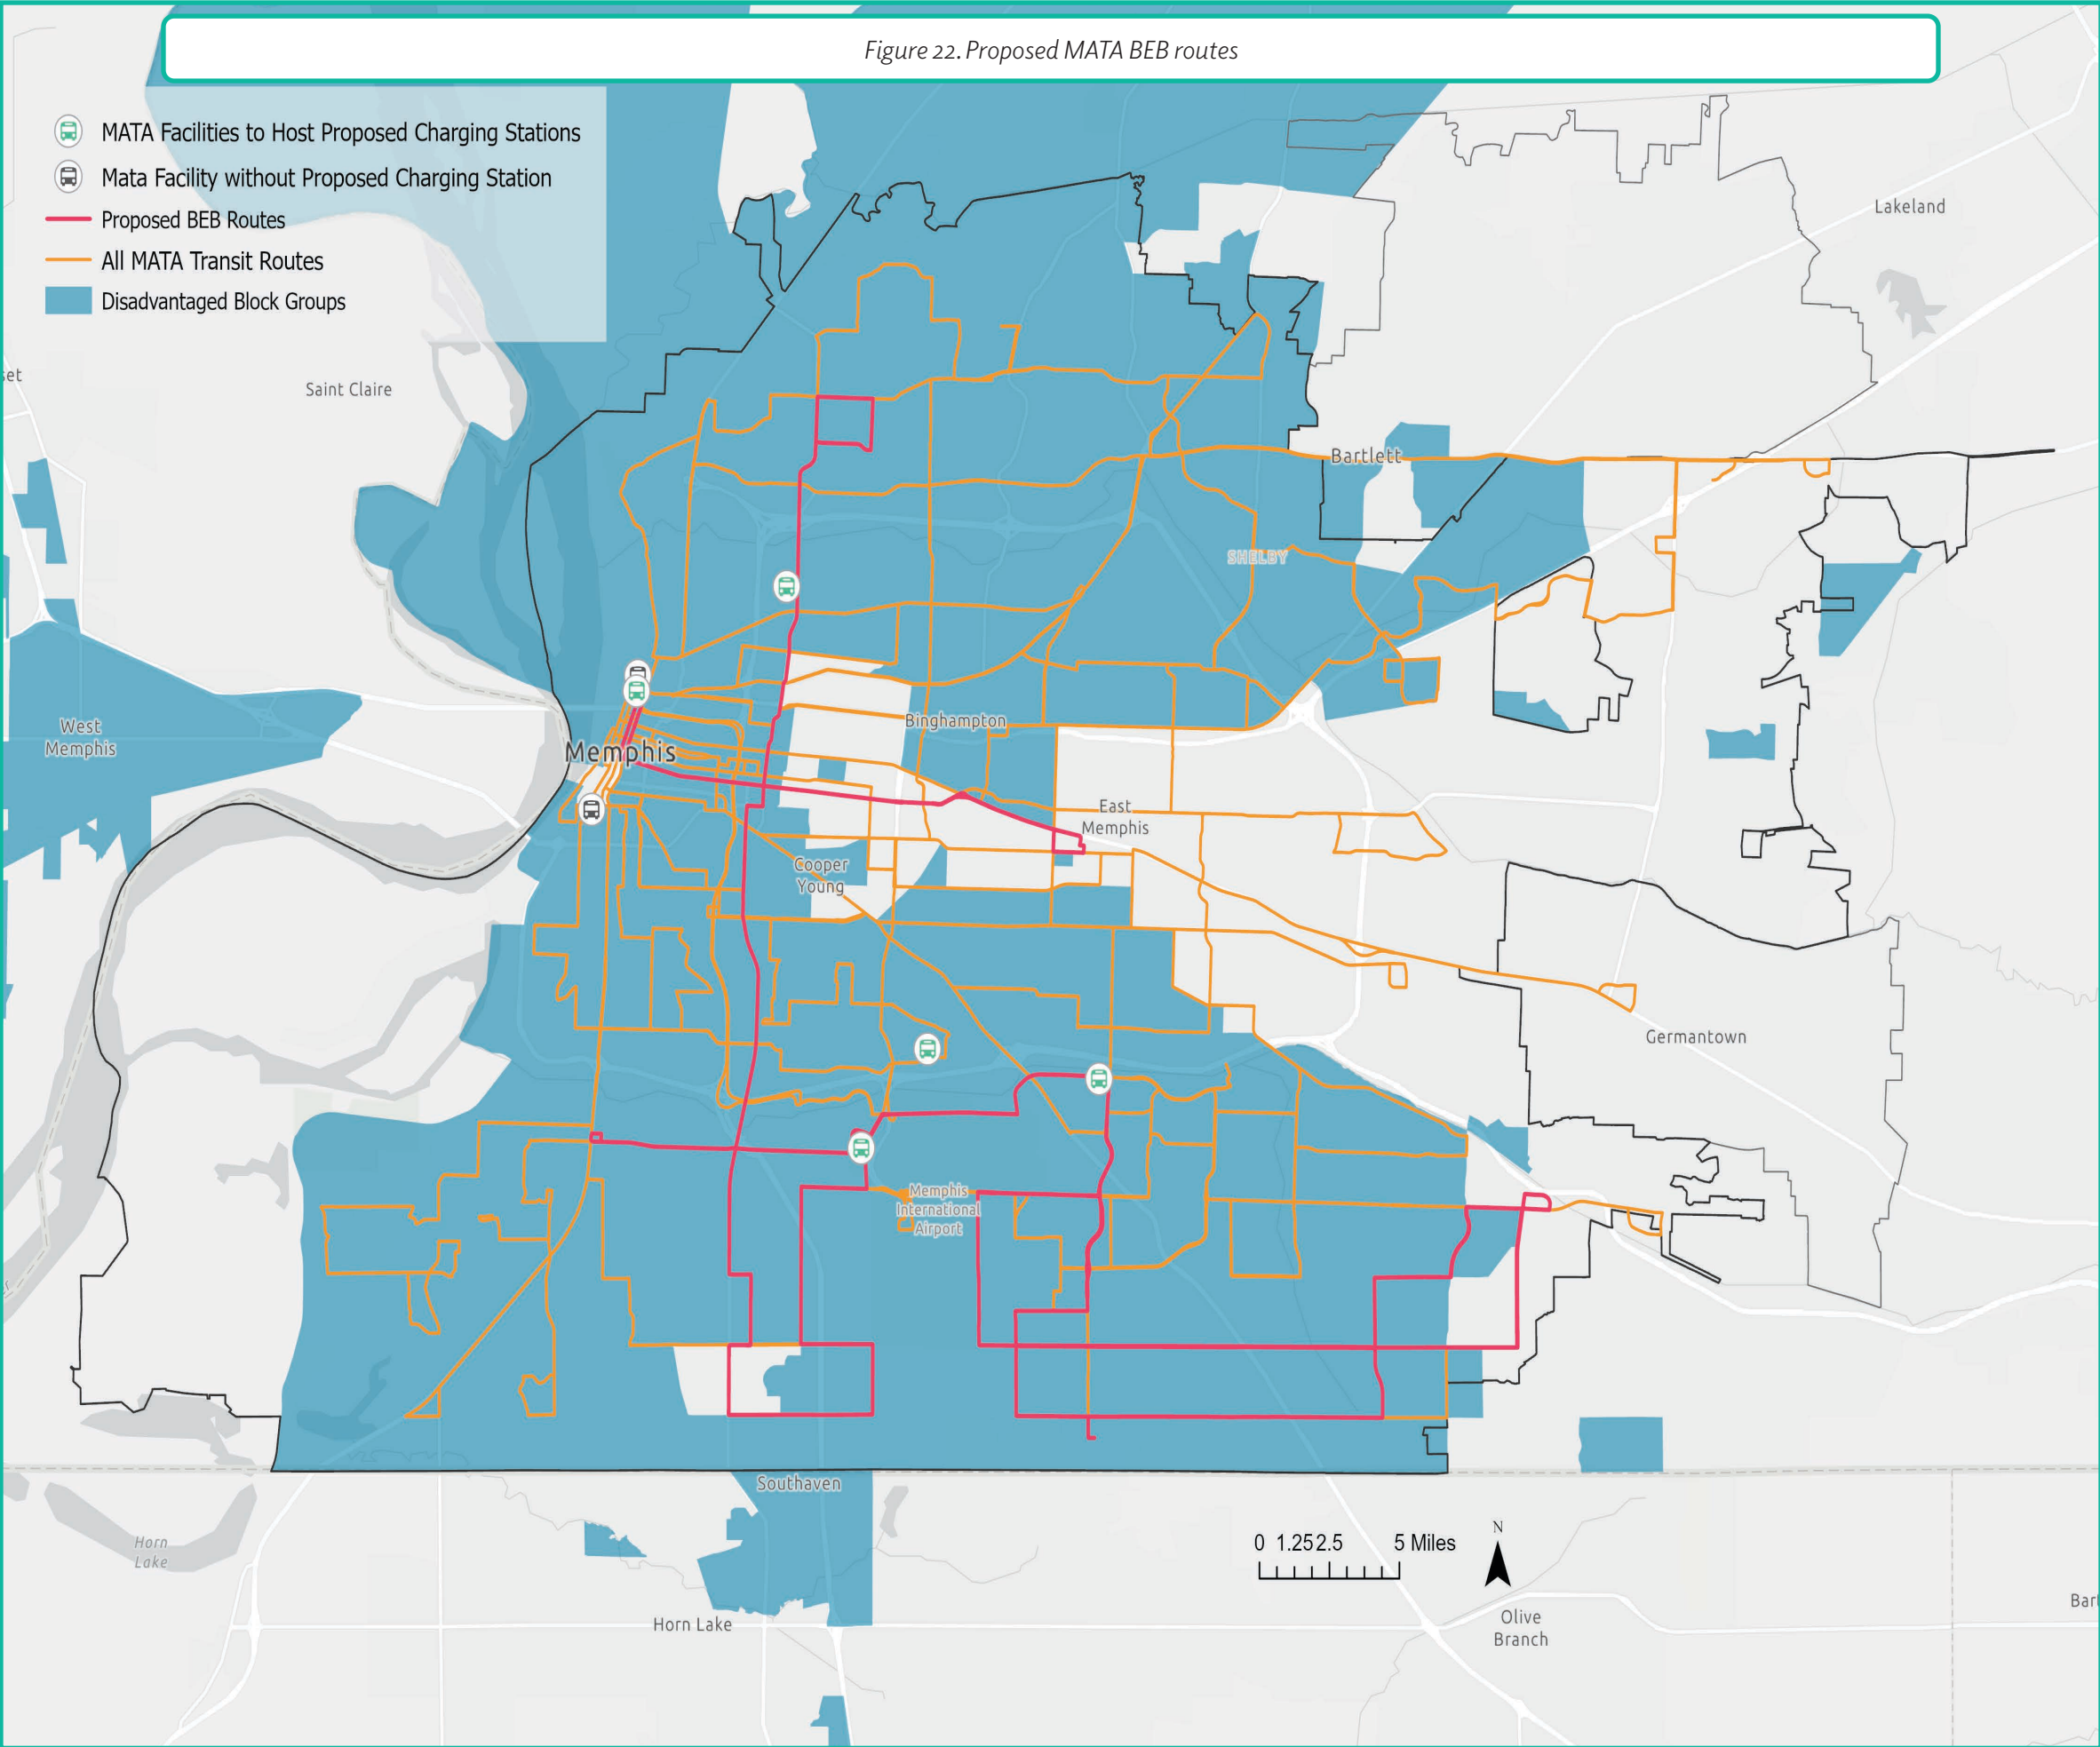 Figure 22. Proposed MATA BEB routes
MATA Facilities to Host Proposed Charging Stations
Mata Facility without Proposed Charging Station
Proposed BEB Routes
All MATA Transit Routes
Disadvantaged Block Groups
Lakeland
set
Saint Claire
Bartlett
SHELBY
West
Memphis
Binghampton
Memphis
East
Memphis
Cooper
Young
Germantown
Memphis
International
Airport
Southaven
Horn
Lake
0 1.25 2.5 5 Miles
N
Horn Lake
Olive
Branch
Bar